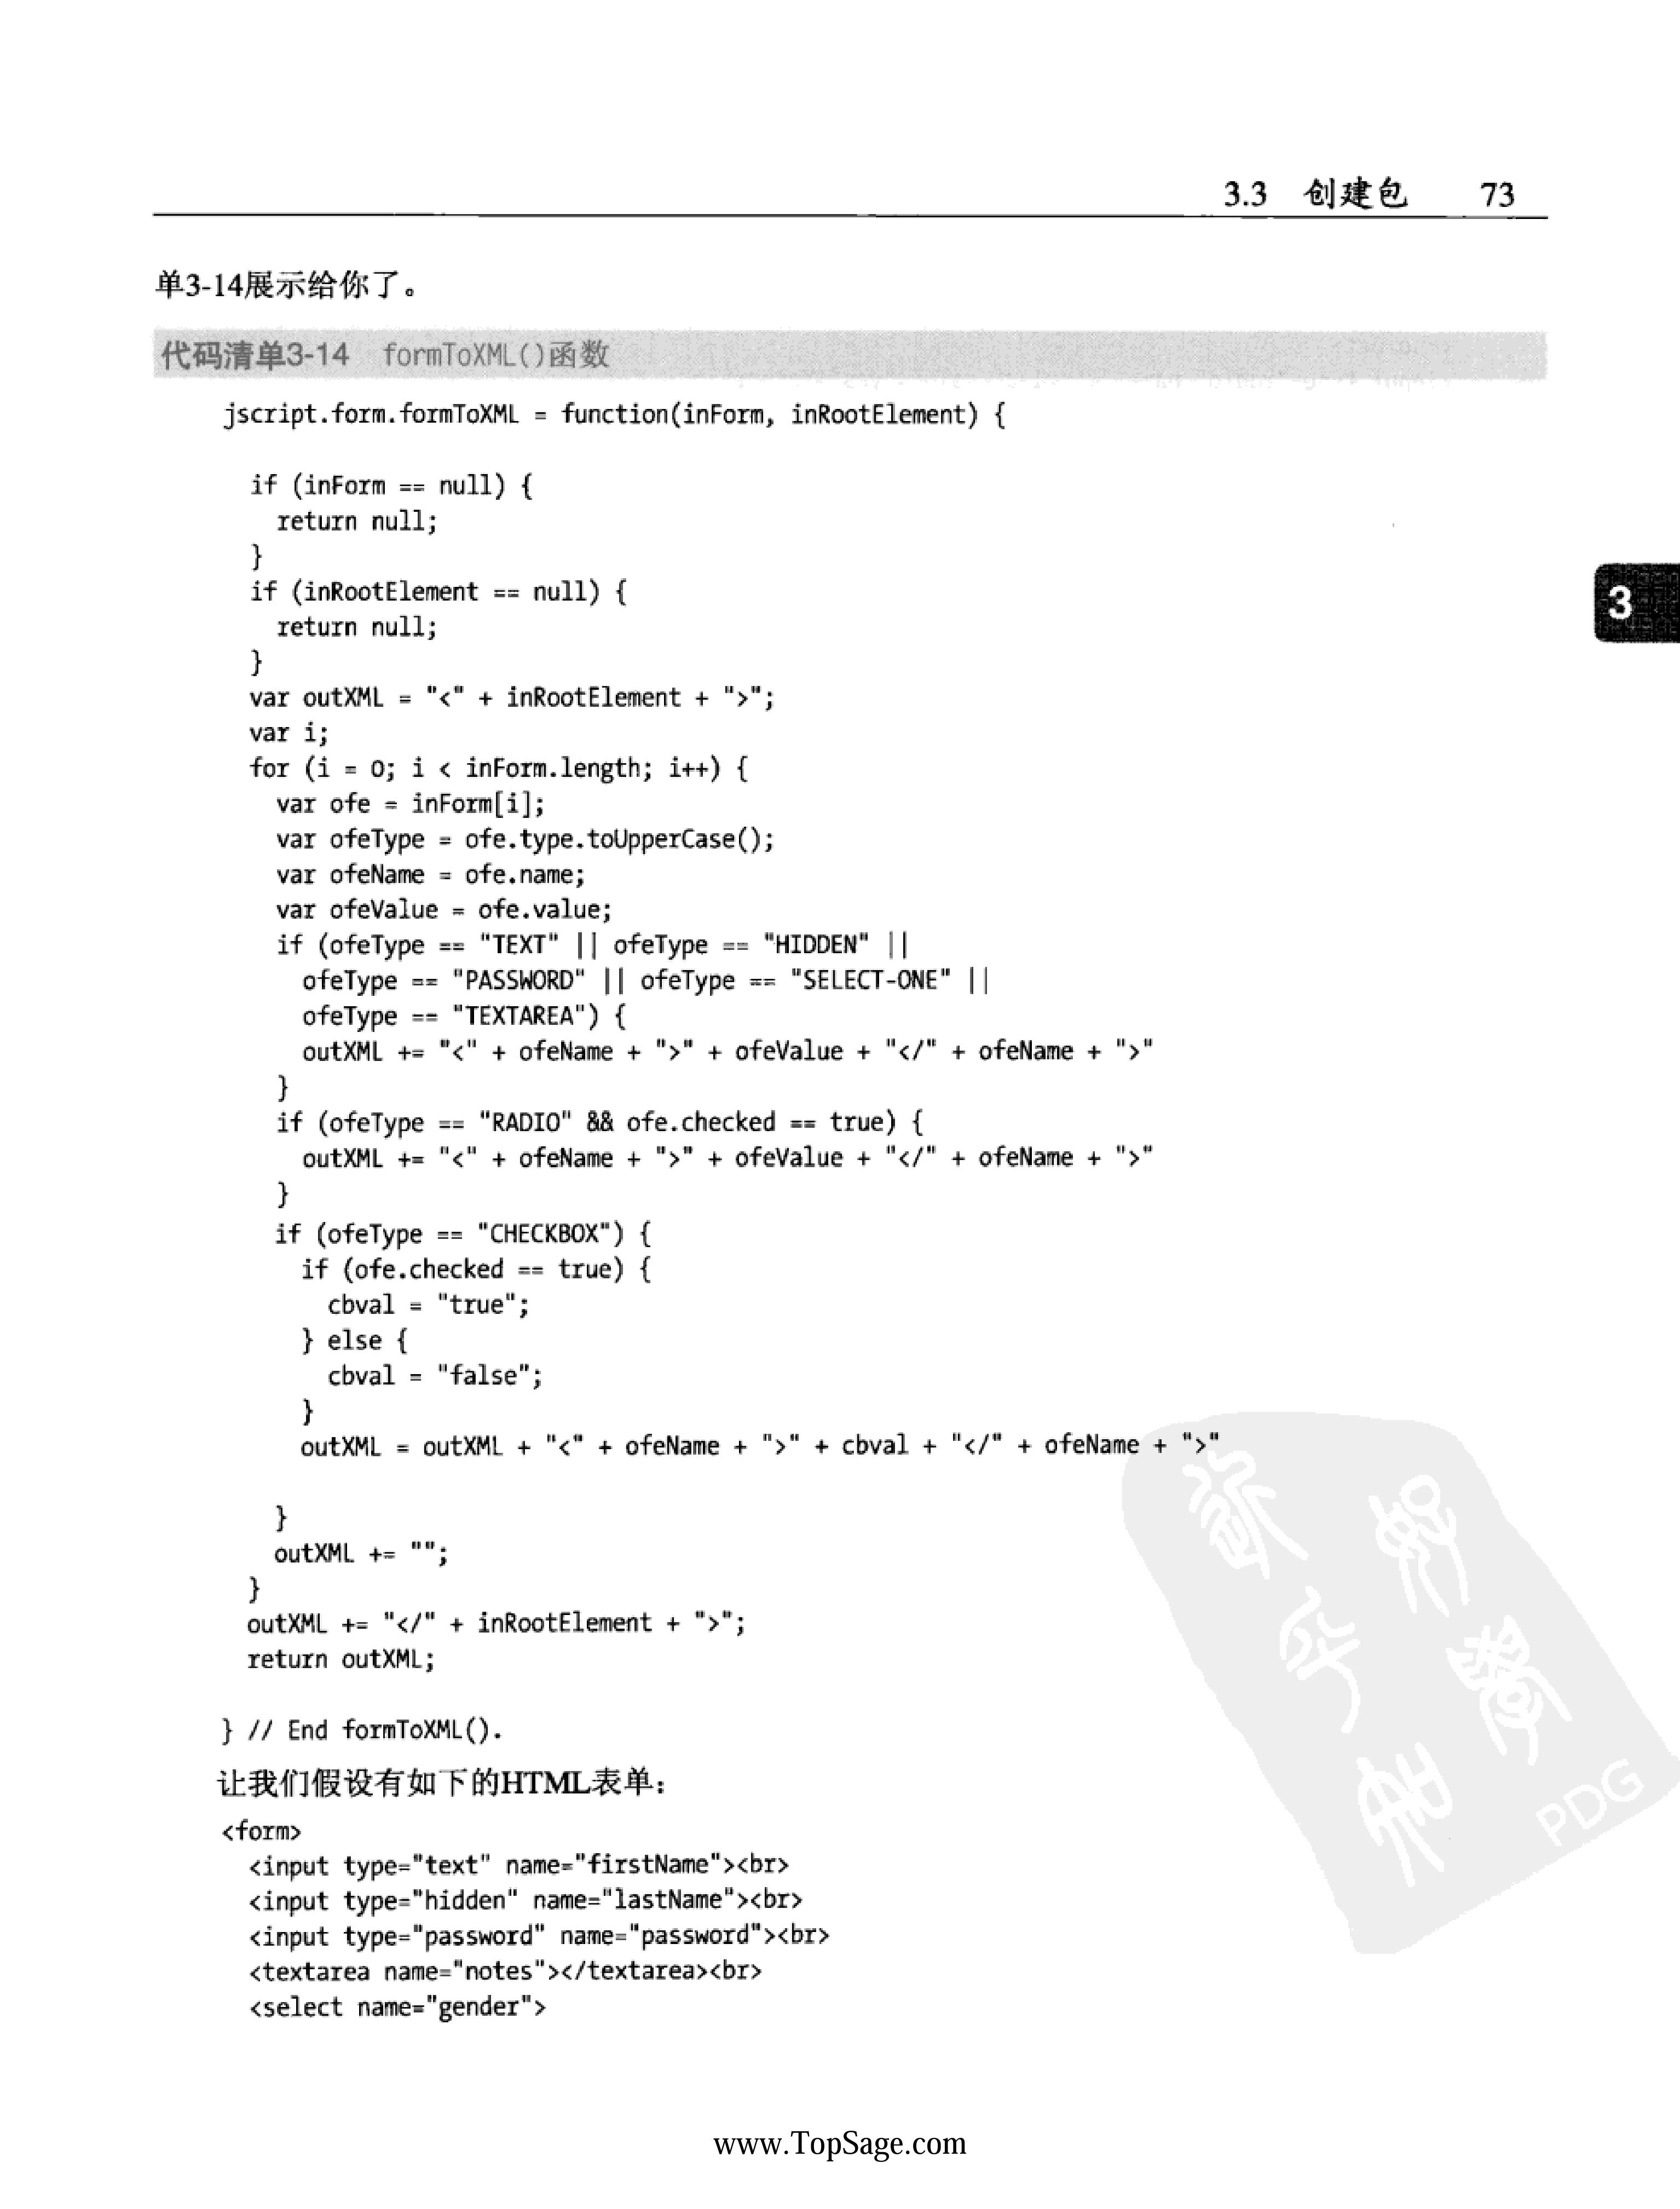 3.3 创建包 73
单3-14展示给你了。
代码清单3-14 formToXML()函数
jscript.form.formToXML = function(inForm, inRootElement) {
if (inForm == null) {
return null;
}
if (inRootElement == null) {
return null;
}
var outXML = "<" + inRootElement + ">";
var i;
for (i = 0; i < inForm.length; i++) {
var ofe = inForm[i];
var ofeType = ofe.type.toUpperCase();
var ofeName = ofe.name;
var ofeValue = ofe.value;
if (ofeType == "TEXT" || ofeType == "HIDDEN" ||
ofeType == "PASSWORD" || ofeType == "SELECT-ONE" ||
ofeType == "TEXTAREA") {
outXML += "<" + ofeName + ">" + ofeValue + "</" + ofeName + ">"
}
if (ofeType == "RADIO" && ofe.checked == true) {
outXML += "<" + ofeName + ">" + ofeValue + "</" + ofeName + ">"
}
if (ofeType == "CHECKBOX") {
if (ofe.checked == true) {
cbval = "true";
} else {
cbval = "false";
}
outXML = outXML + "<" + ofeName + ">" + cbval + "</" + ofeName + ">"
}
outXML += "";
}
outXML += "</" + inRootElement + ">";
return outXML;
} // End formToXML().
让我们假设有如下的HTML表单：
<form>
<input type="text" name="firstName"><br>
<input type="hidden" name="lastName"><br>
<input type="password" name="password"><br>
<textarea name="notes"></textarea><br>
<select name="gender">
3
PDG
www.TopSage.com